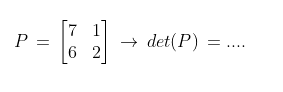 P = [7 1; 6 2] → det(P) = ....